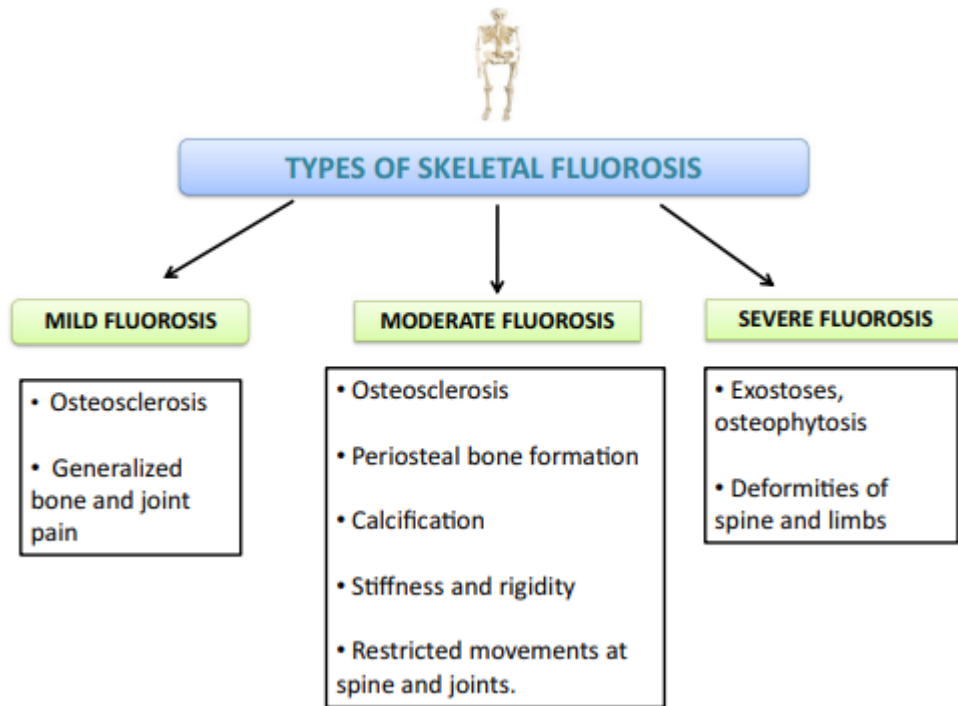 TYPES OF SKELETAL FLUOROSIS
MILD FLUOROSIS
• Osteosclerosis
• Generalized
bone and joint
pain
MODERATE FLUOROSIS
• Osteosclerosis
• Periosteal bone formation
• Calcification
• Stiffness and rigidity
• Restricted movements at
spine and joints.
SEVERE FLUOROSIS
• Exostoses,
osteophytosis
• Deformities of
spine and limbs